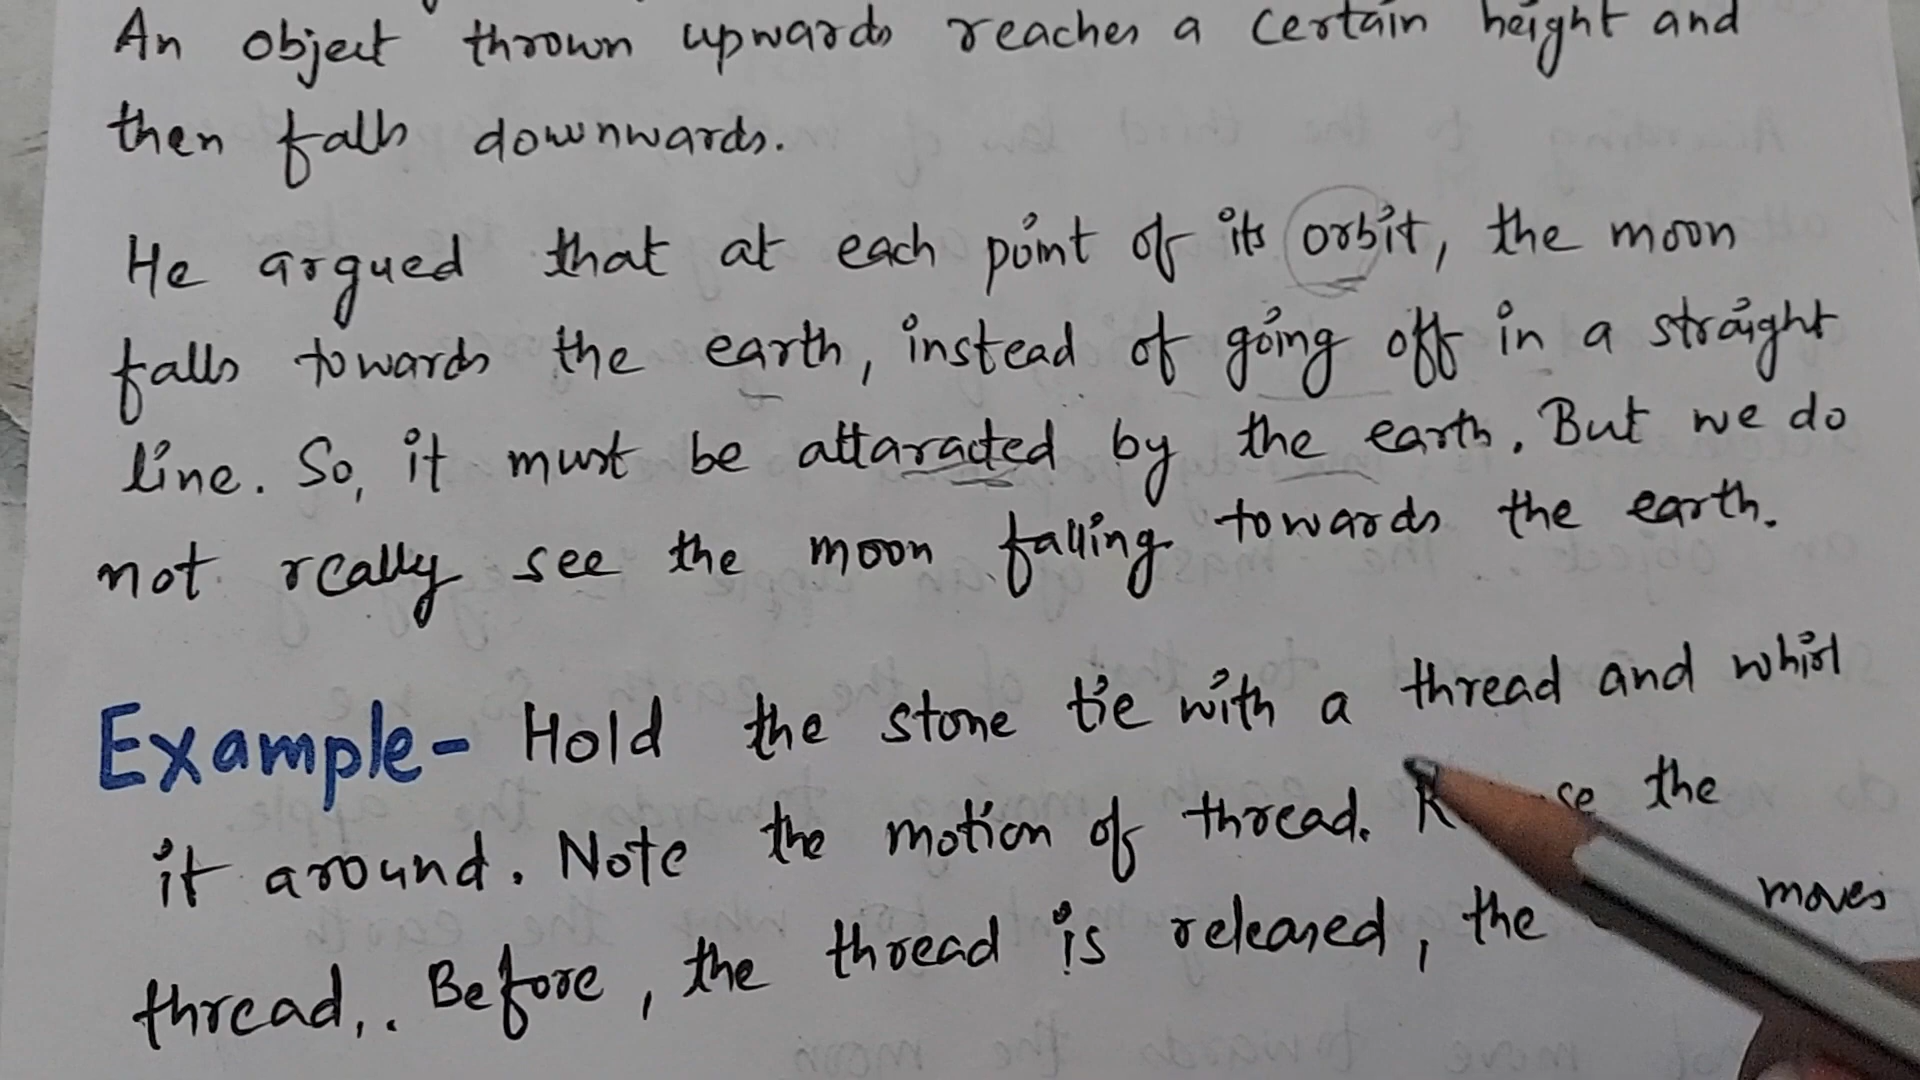 An object thrown upwards reaches a certain height and
then falls downwards.
He argued that at each point of its orbit, the moon
falls towards the earth, instead of going off in a straight
line. So, it must be attaracted by the earth. But we do
not really see the moon falling towards the earth.
Example- Hold the stone tie with a thread and whirl
it around. Note the motion of thread. the
thread,. Before, the thread is released, the moves